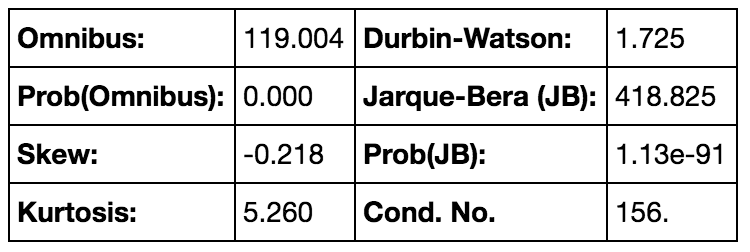 Omnibus: 119.004 Durbin-Watson: 1.725
Prob(Omnibus): 0.000 Jarque-Bera (JB): 418.825
Skew: -0.218 Prob(JB): 1.13e-91
Kurtosis: 5.260 Cond. No. 156.